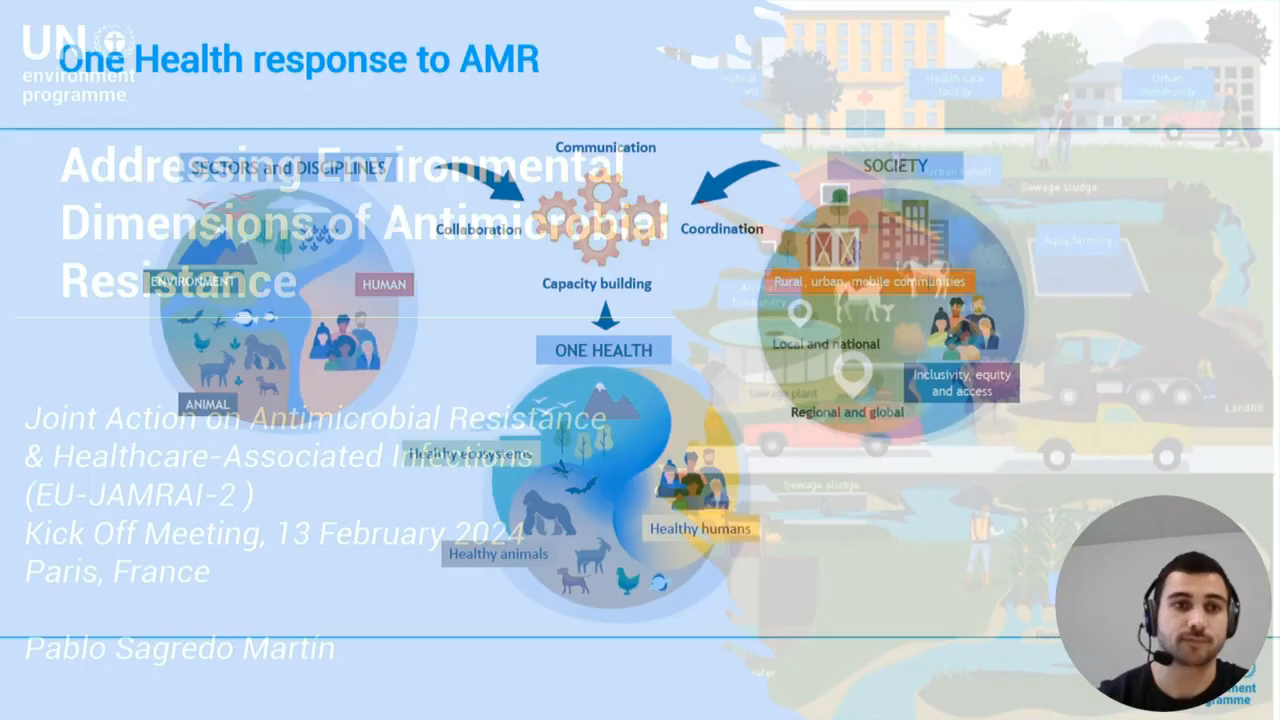 UN
environment
programme
One Health response to AMR
Addressing Environmental
Dimensions of Antimicrobial
Resistance
Joint Action on Antimicrobial Resistance
& Healthcare-Associated Infections
(EU-JAMRAI-2 )
Kick Off Meeting, 13 February 2024
Paris, France
Pablo Sagredo Martín
SECTORS and DISCIPLINES
ENVIRONMENT
HUMAN
ANIMAL
Communication
Collaboration
Coordination
Capacity building
ONE HEALTH
Healthy ecosystems
Healthy humans
Healthy animals
SOCIETY
Rural, urban, mobile communities
Local and national
Inclusivity, equity
and access
Regional and global
Health care
facility
Urban
community
Urban runoff
Sewage sludge
Aqua farming
Animal
husbandry
Sewage plant
Landfill
Sewage sludge